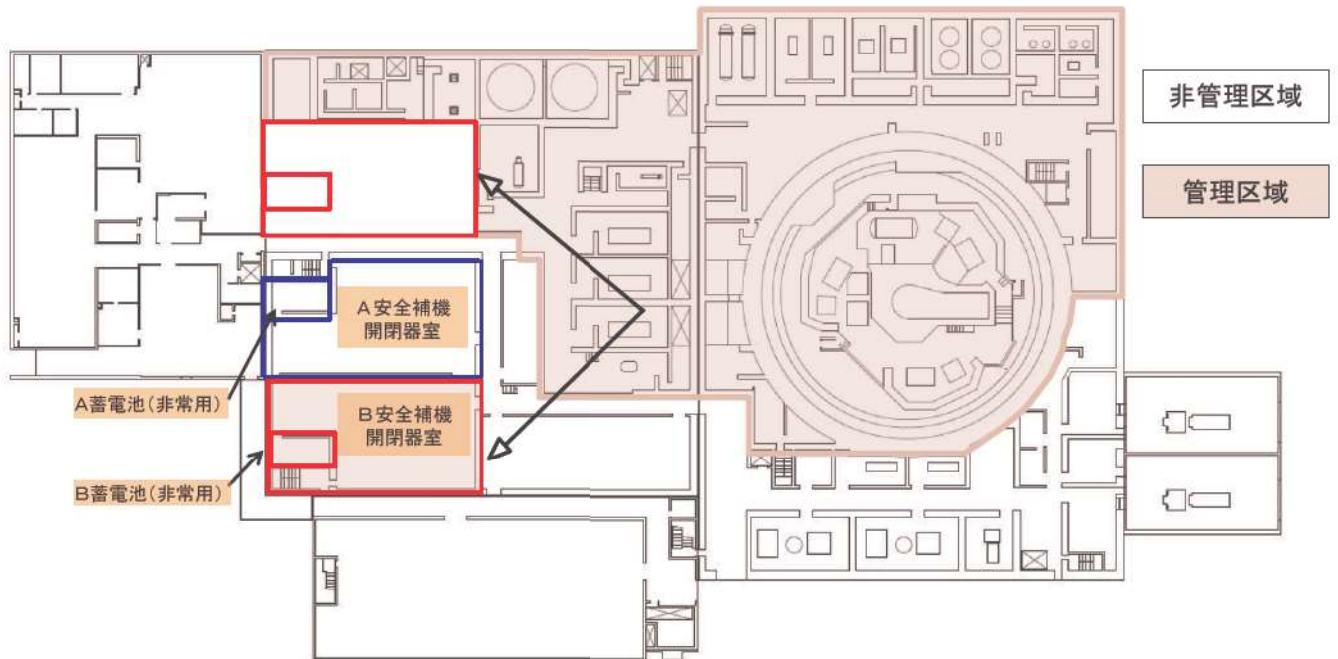 非管理区域
管理区域
A安全補機
開閉器室
A蓄電池(非常用)
B安全補機
開閉器室
B蓄電池(非常用)